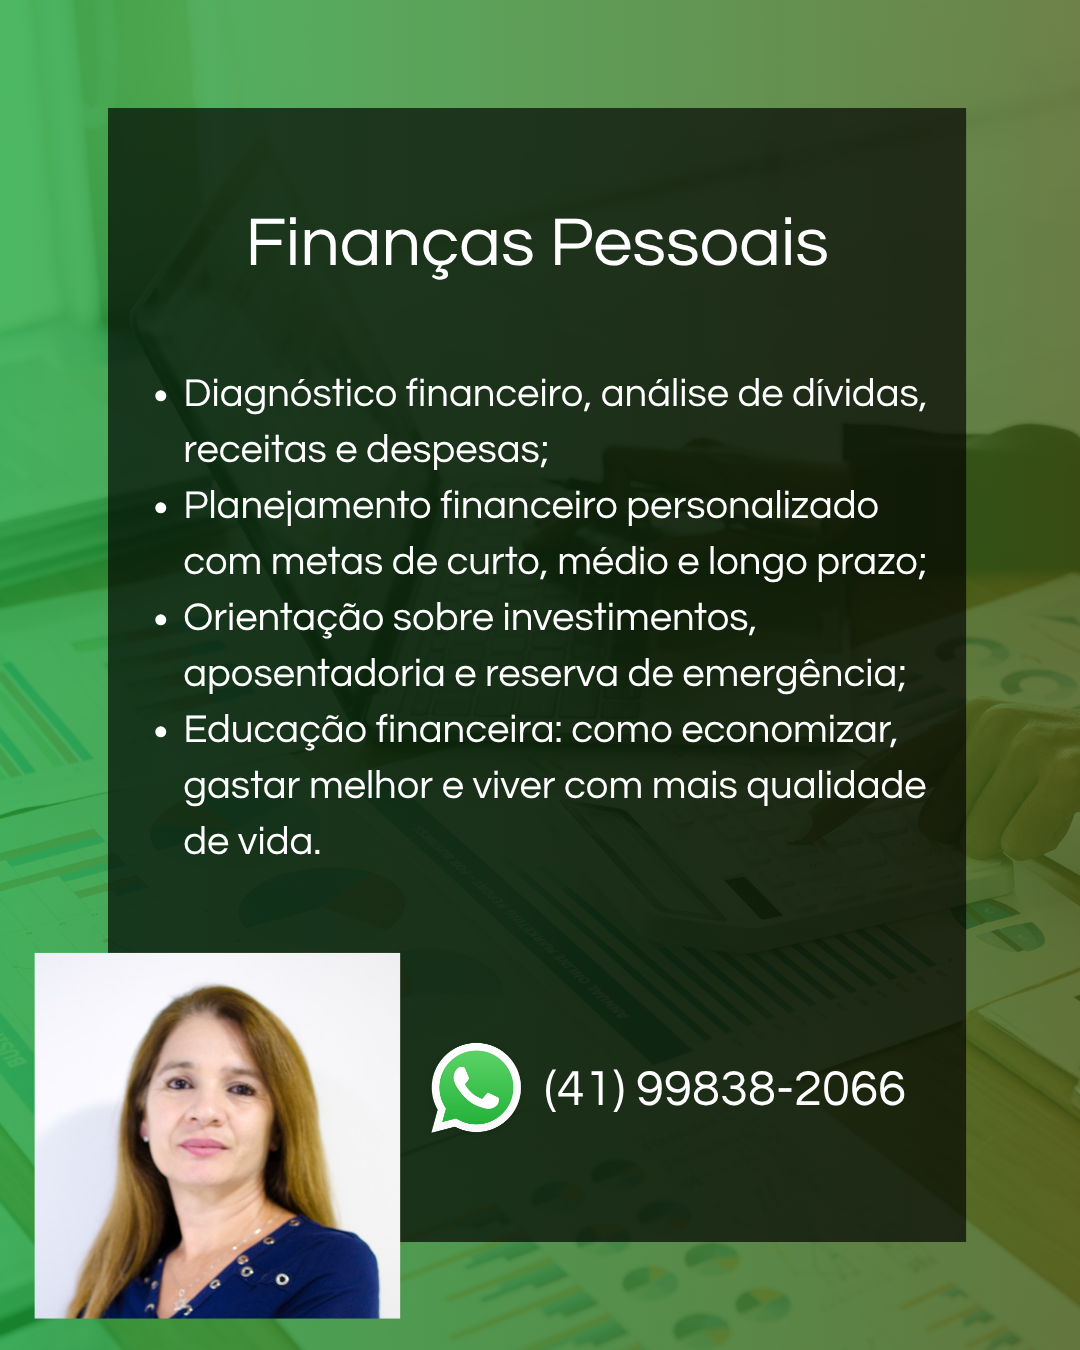 Finanças Pessoais
• Diagnóstico financeiro, análise de dívidas,
receitas e despesas;
• Planejamento financeiro personalizado
com metas de curto, médio e longo prazo;
• Orientação sobre investimentos,
aposentadoria e reserva de emergência;
• Educação financeira: como economizar,
gastar melhor e viver com mais qualidade
de vida.
(41) 99838-2066